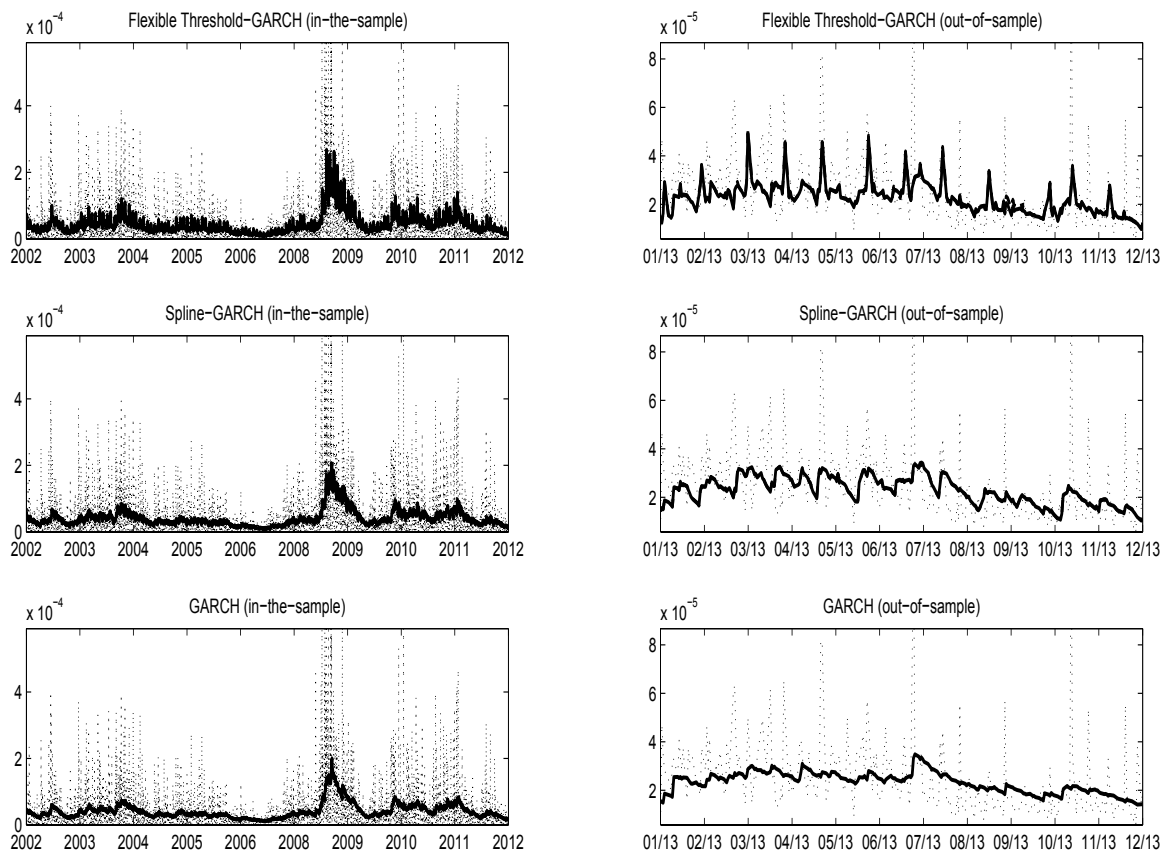 Flexible Threshold−GARCH (in−the−sample)
x 10⁻⁴
4
2
0
2002 2003 2004 2005 2006 2008 2009 2010 2011 2012
Flexible Threshold−GARCH (out−of−sample)
x 10⁻⁵
8
6
4
2
01/13 02/13 03/13 04/13 05/13 06/13 07/13 08/13 09/13 10/13 11/13 12/13
Spline−GARCH (in−the−sample)
x 10⁻⁴
4
2
0
2002 2003 2004 2005 2006 2008 2009 2010 2011 2012
Spline−GARCH (out−of−sample)
x 10⁻⁵
8
6
4
2
01/13 02/13 03/13 04/13 05/13 06/13 07/13 08/13 09/13 10/13 11/13 12/13
GARCH (in−the−sample)
x 10⁻⁴
4
2
0
2002 2003 2004 2005 2006 2008 2009 2010 2011 2012
GARCH (out−of−sample)
x 10⁻⁵
8
6
4
2
01/13 02/13 03/13 04/13 05/13 06/13 07/13 08/13 09/13 10/13 11/13 12/13